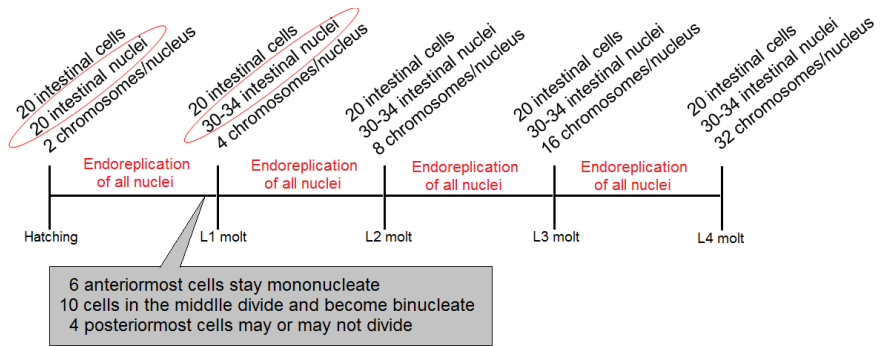 20 intestinal cells
20 intestinal nuclei
2 chromosomes/nucleus
20 intestinal cells
30-34 intestinal nuclei
4 chromosomes/nucleus
20 intestinal cells
30-34 intestinal nuclei
8 chromosomes/nucleus
20 intestinal cells
30-34 intestinal nuclei
16 chromosomes/nucleus
20 intestinal cells
30-34 intestinal nuclei
32 chromosomes/nucleus
Endoreplication
of all nuclei
Endoreplication
of all nuclei
Endoreplication
of all nuclei
Endoreplication
of all nuclei
Hatching
L1 molt
L2 molt
L3 molt
L4 molt
6 anteriormost cells stay mononucleate
10 cells in the middlle divide and become binucleate
4 posteriormost cells may or may not divide